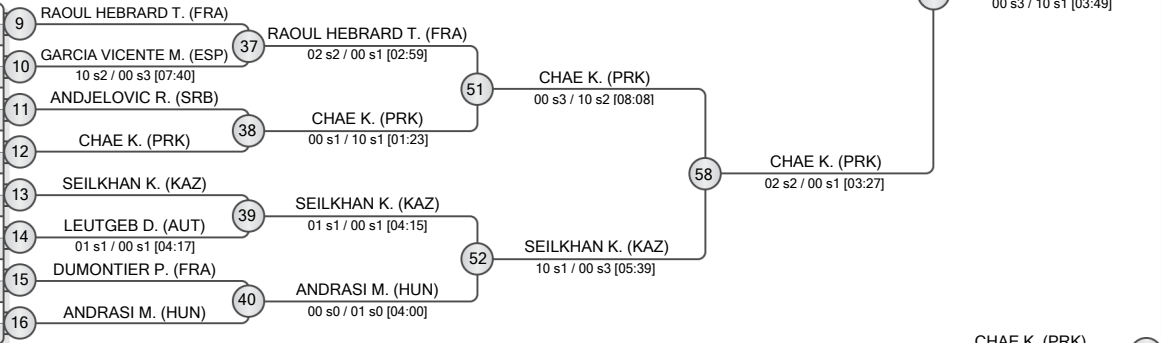 00 s3 / 10 s1 [03:49]
9 RAOUL HEBRARD T. (FRA)
37 RAOUL HEBRARD T. (FRA)
02 s2 / 00 s1 [02:59]
10 GARCIA VICENTE M. (ESP)
10 s2 / 00 s3 [07:40]
51 CHAE K. (PRK)
00 s3 / 10 s2 [08:08]
11 ANDJELOVIC R. (SRB)
38 CHAE K. (PRK)
00 s1 / 10 s1 [01:23]
12 CHAE K. (PRK)
58 CHAE K. (PRK)
02 s2 / 00 s1 [03:27]
13 SEILKHAN K. (KAZ)
39 SEILKHAN K. (KAZ)
01 s1 / 00 s1 [04:15]
14 LEUTGEB D. (AUT)
01 s1 / 00 s1 [04:17]
52 SEILKHAN K. (KAZ)
10 s1 / 00 s3 [05:39]
15 DUMONTIER P. (FRA)
40 ANDRASI M. (HUN)
00 s0 / 01 s0 [04:00]
16 ANDRASI M. (HUN)
CHAE K. (PRK)